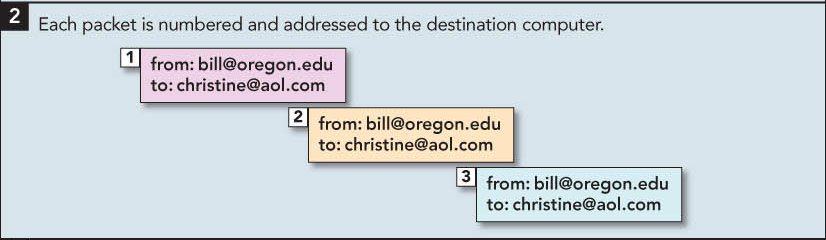 2
Each packet is numbered and addressed to the destination computer.
1
from: bill@oregon.edu
to: christine@aol.com
2
from: bill@oregon.edu
to: christine@aol.com
3
from: bill@oregon.edu
to: christine@aol.com